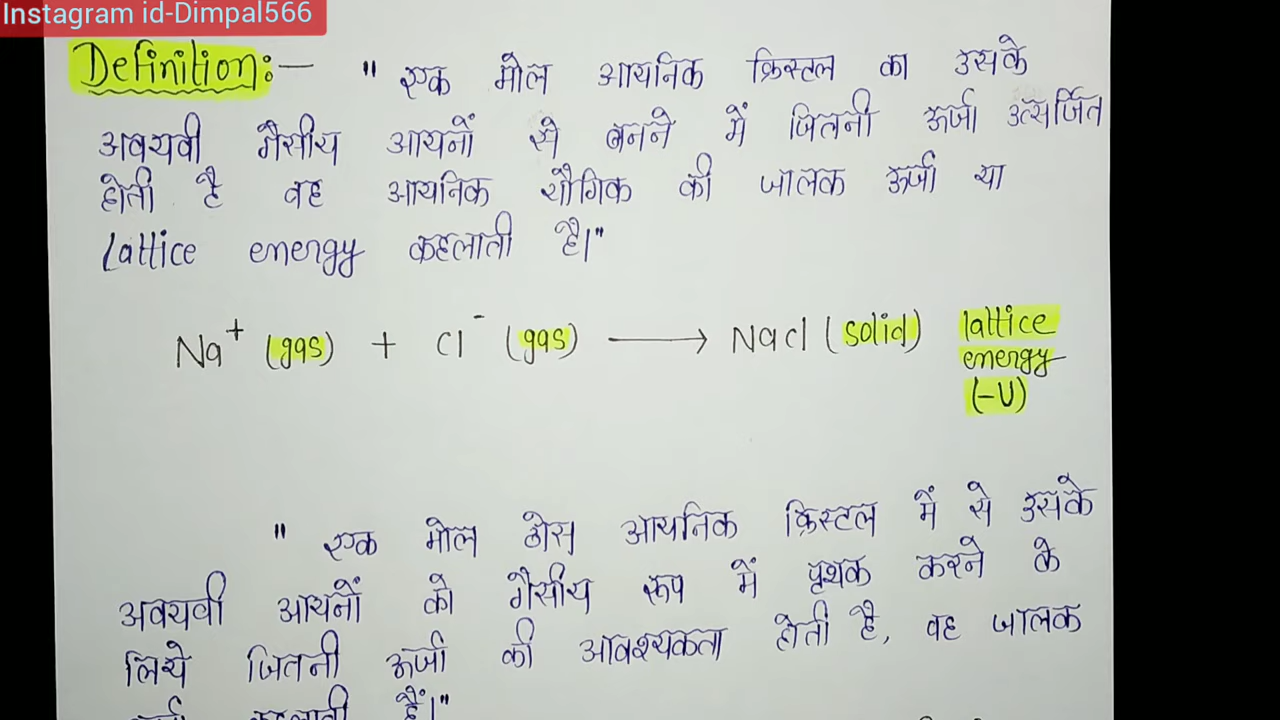 Instagram id-Dimpal566
Definition:— " एक मोल आयनिक क्रिस्टल का उसके
अवयवी गैसीय आयनों से बनने में जितनी ऊर्जा उत्सर्जित
होती है वह आयनिक यौगिक की जालक ऊर्जा या
Lattice energy कहलाती है।"
Na⁺ (gas) + Cl⁻ (gas) ⟶ Nacl (solid) lattice
energy
(-U)
" एक मोल ठोस आयनिक क्रिस्टल में से उसके
अवयवी आयनों को गैसीय रूप में पृथक करने के
लिये जितनी ऊर्जा की आवश्यकता होती है, वह जालक
ऊर्जा कहलाती हैं।"